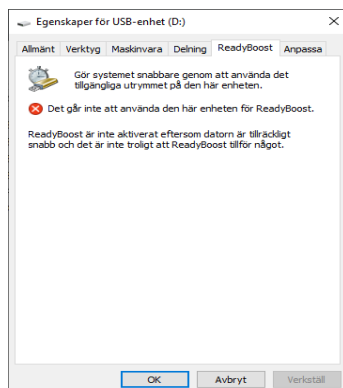 Egenskaper för USB-enhet (D:)
Allmänt Verktyg Maskinvara Delning ReadyBoost Anpassa
Gör systemet snabbare genom att använda det
tillgängliga utrymmet på den här enheten.
Det går inte att använda den här enheten för ReadyBoost.
ReadyBoost är inte aktiverat eftersom datorn är tillräckligt
snabb och det är inte troligt att ReadyBoost tillför något.
OK Avbryt Verkställ